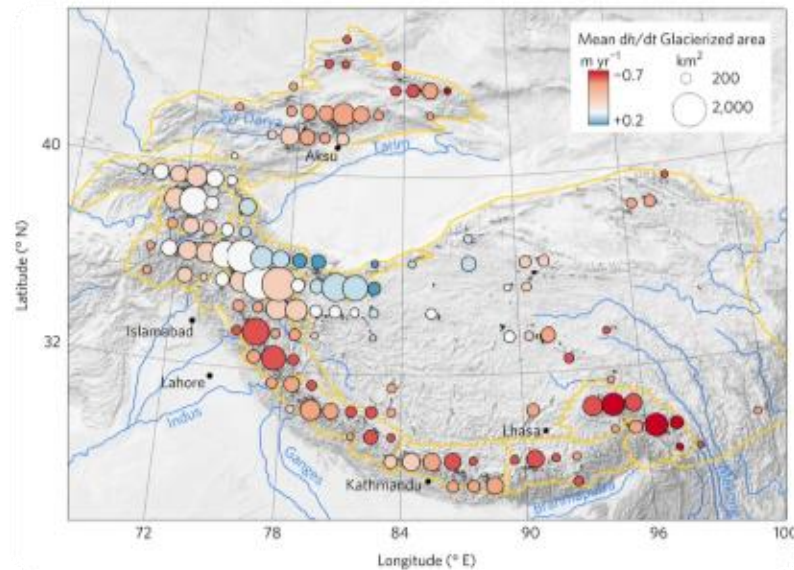 Mean dh/dt Glacierized area
m yr⁻¹ km²
−0.7 200
+0.2 2,000
40
Syr Darya
Aksu
Tarim
Latitude (° N)
32
Islamabad
Lahore
Indus
Ganges
Kathmandu
Lhasa
Brahmaputra
Mekong
72 78 84 90 96 100
Longitude (° E)